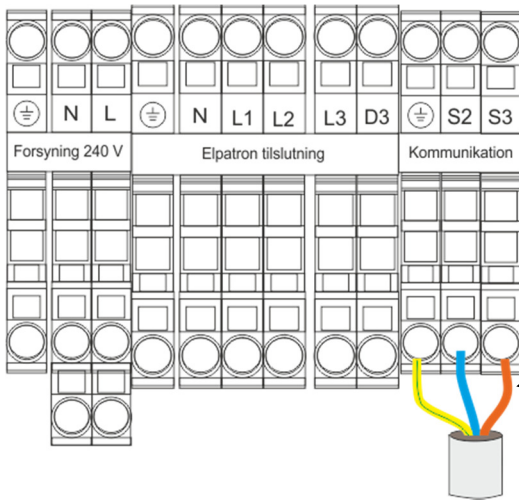 N L N L1 L2 L3 D3 S2 S3
Forsyning 240 V Elpatron tilslutning Kommunikation